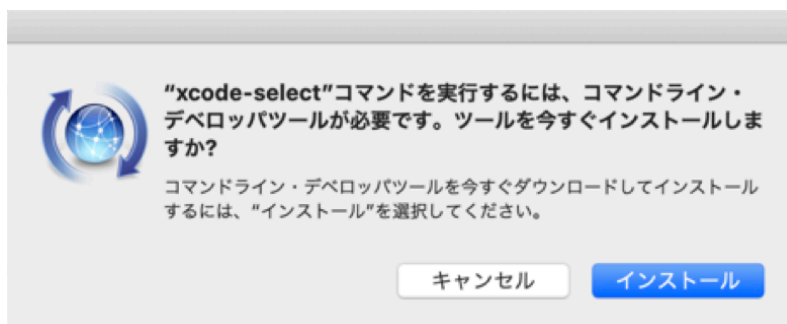 “xcode-select”コマンドを実行するには、コマンドライン・
デベロッパツールが必要です。ツールを今すぐインストールしま
すか?
コマンドライン・デベロッパツールを今すぐダウンロードしてインストール
するには、“インストール”を選択してください。
キャンセル
インストール